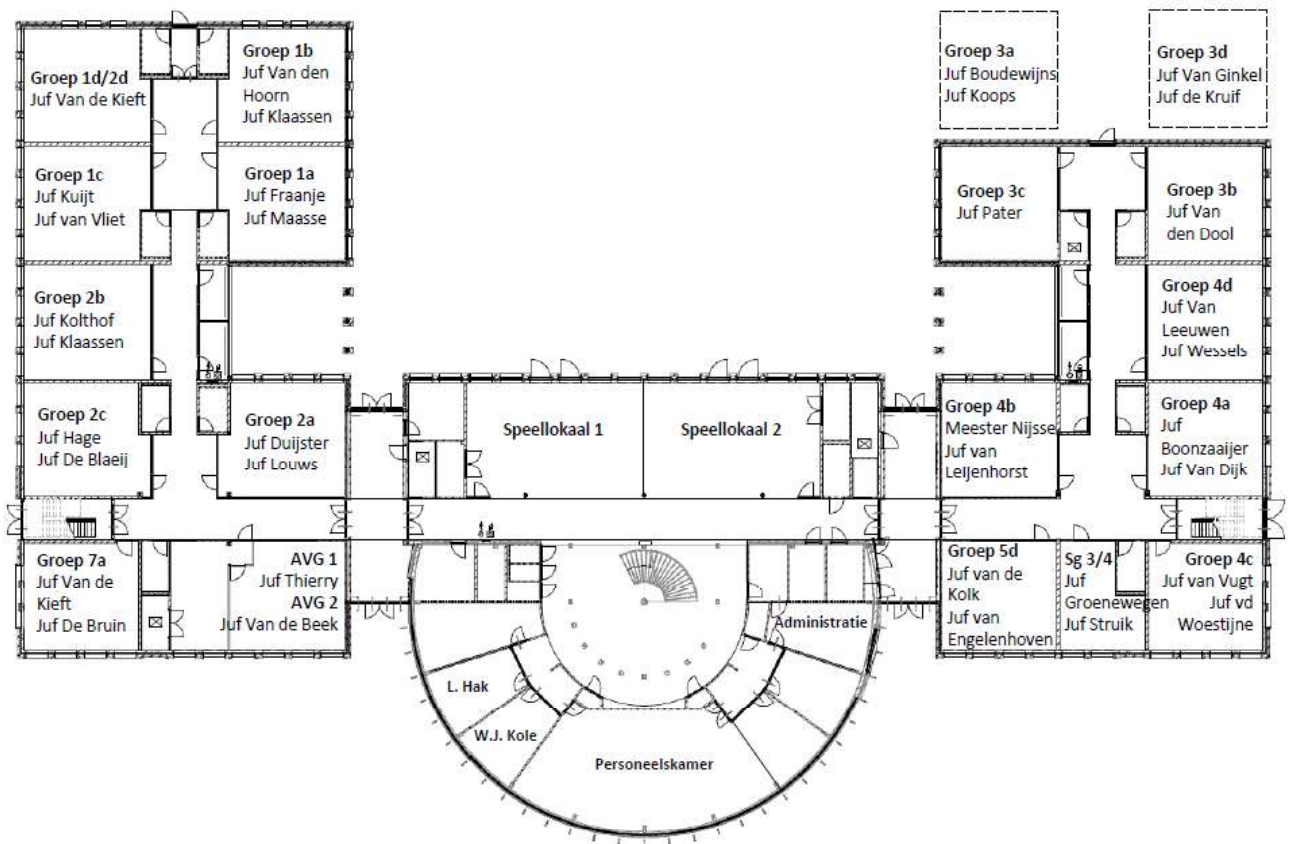 Groep 1d/2d
Juf Van de Kieft
Groep 1b
Juf Van den
Hoorn
Juf Klaassen
Groep 3a
Juf Boudewijns
Juf Koops
Groep 3d
Juf Van Ginkel
Juf de Kruif
Groep 1c
Juf Kuijt
Juf van Vliet
Groep 1a
Juf Fraanje
Juf Maasse
Groep 3c
Juf Pater
Groep 3b
Juf Van
den Dool
Groep 2b
Juf Kolthof
Juf Klaassen
Groep 4d
Juf Van
Leeuwen
Juf Wessels
Groep 2c
Juf Hage
Juf De Blaeij
Groep 2a
Juf Duijster
Juf Louws
Speellokaal 1
Speellokaal 2
Groep 4b
Meester Nijsse
Juf van
Leijenhorst
Groep 4a
Juf
Boonzaaijer
Juf Van Dijk
Groep 7a
Juf Van de
Kieft
Juf De Bruin
AVG 1
Juf Thierry
AVG 2
Juf Van de Beek
Groep 5d
Juf van de
Kolk
Juf van
Engelenhoven
Sg 3/4
Juf
Groenewegen
Juf Struik
Groep 4c
Juf van Vugt
Juf vd
Woestijne
Administratie
L. Hak
W.J. Kole
Personeelskamer